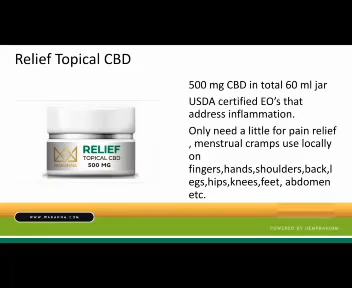 Relief Topical CBD
500 mg CBD in total 60 ml jar
USDA certified EO's that
address inflammation.
Only need a little for pain relief
, menstrual cramps use locally
on
fingers,hands,shoulders,back,l
egs,hips,knees,feet, abdomen
etc.
RELIEF
TOPICAL CBD
500 MG